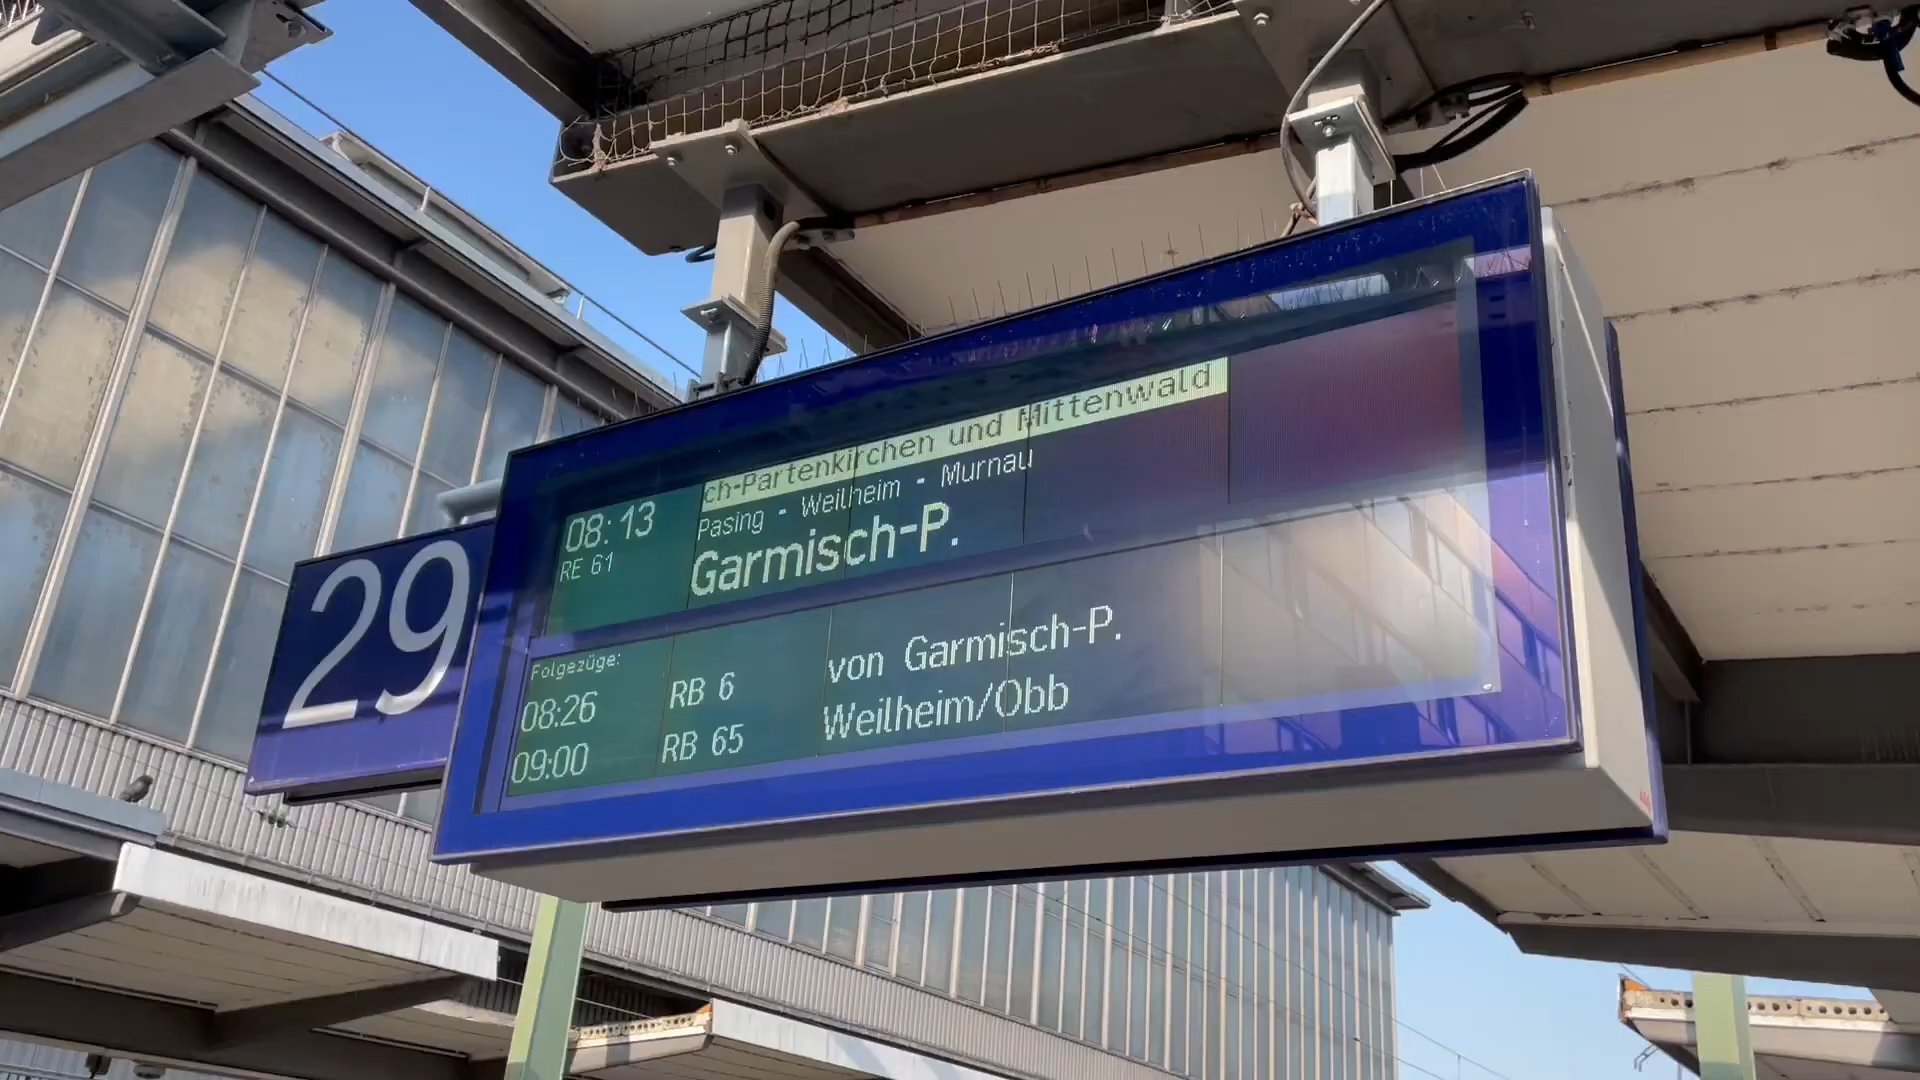 29
ch-Partenkirchen und Mittenwald
08:13 Pasing - Weilheim - Murnau
RE 61 Garmisch-P.
Folgezüge:
08:26 RB 6 von Garmisch-P.
09:00 RB 65 Weilheim/Obb